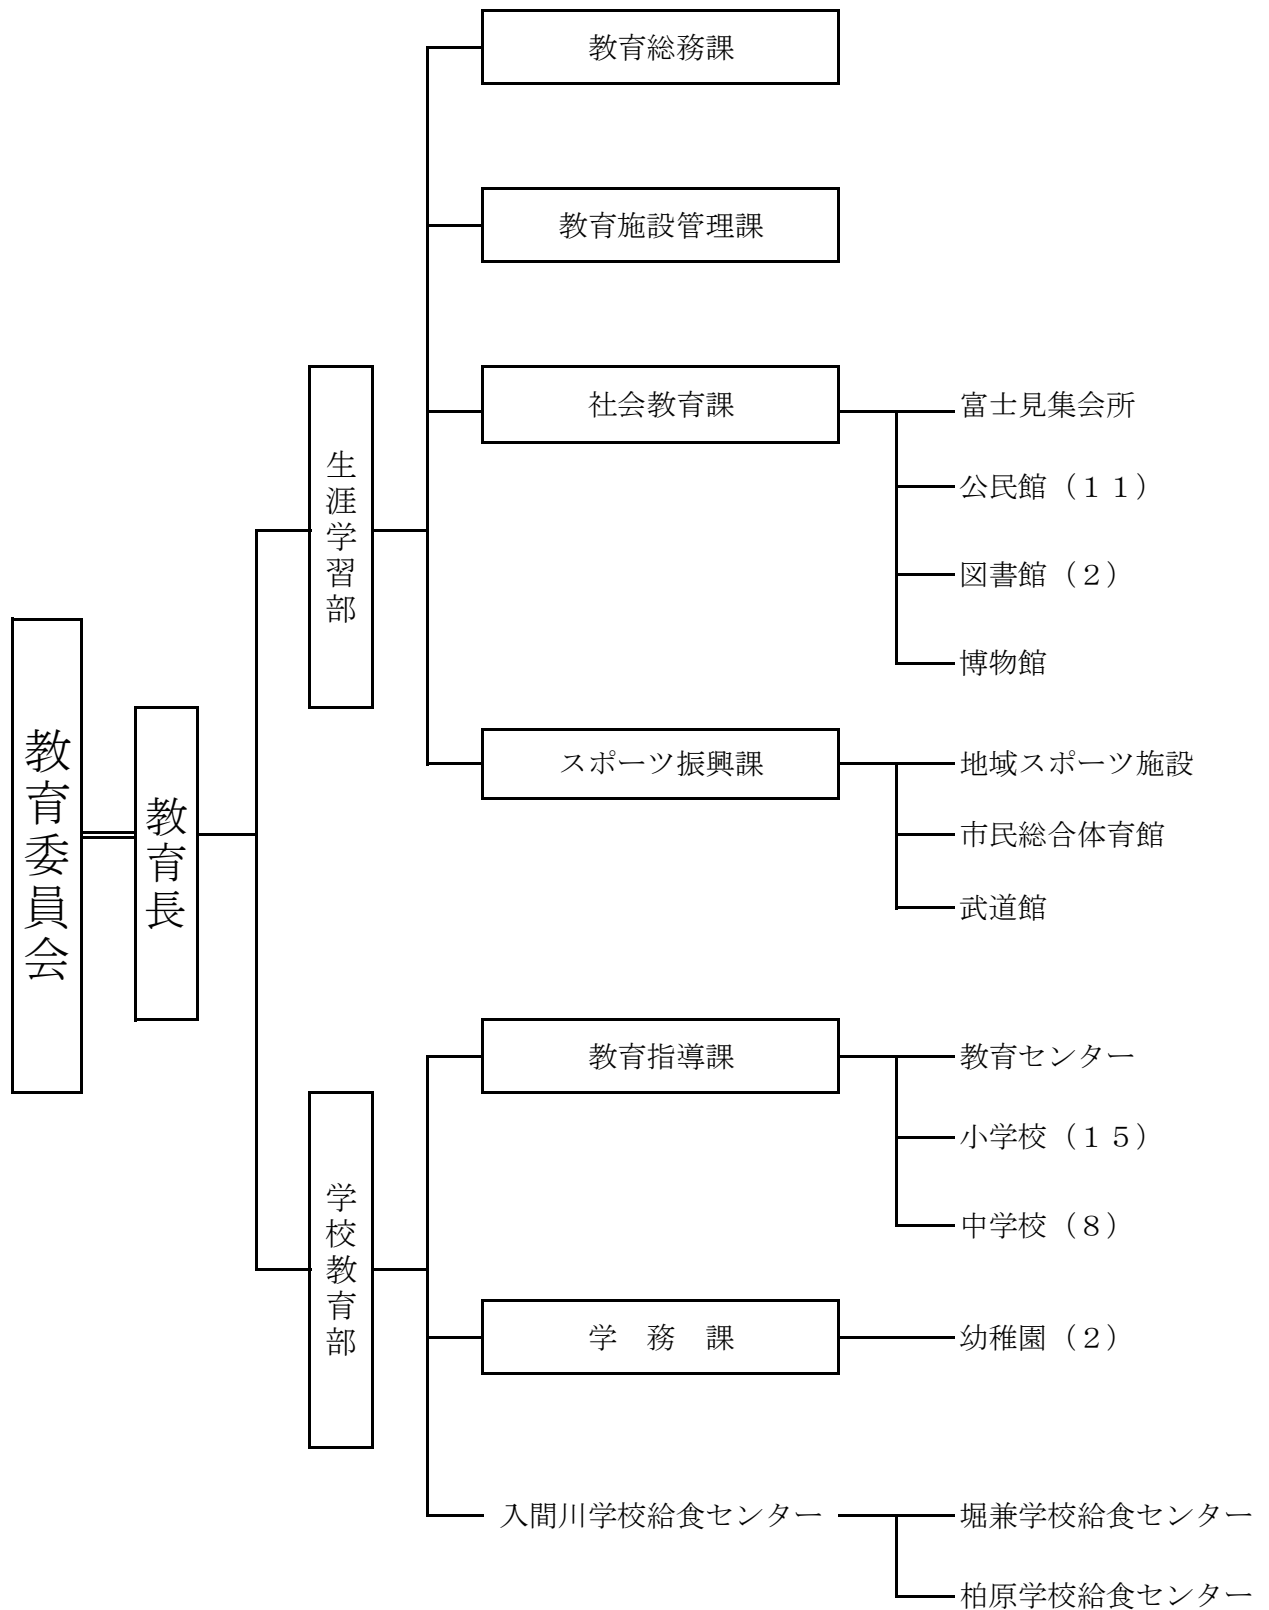 教育総務課
教育施設管理課
社会教育課
富士見集会所
公民館（１１）
図書館（２）
博物館
生涯学習部
スポーツ振興課
地域スポーツ施設
市民総合体育館
武道館
教育委員会
教育長
教育指導課
教育センター
小学校（１５）
中学校（８）
学校教育部
学　務　課
幼稚園（２）
入間川学校給食センター
堀兼学校給食センター
柏原学校給食センター